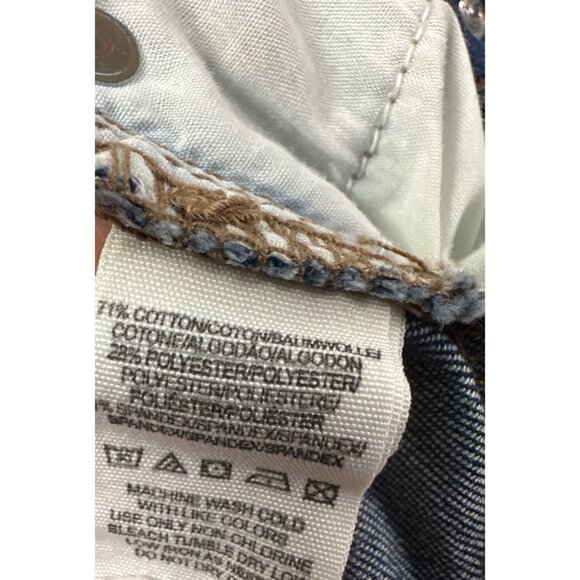 71% COTTON/COTON/BAUMWOLLE/
COTONE/ALGODÃO/ALGODON
28% POLYESTER/POLYESTER/
POLYESTER/POLIESTERE/
POLIÉSTER/POLIESTER
1% SPANDEX/SPANDEX/SPANDEX/
SPANDEX/SPANDEX/SPANDEX
MACHINE WASH COLD
WITH LIKE COLORS
USE ONLY NON CHLORINE
BLEACH TUMBLE DRY LOW
LOW IRON AS NEEDED
DO NOT DRY